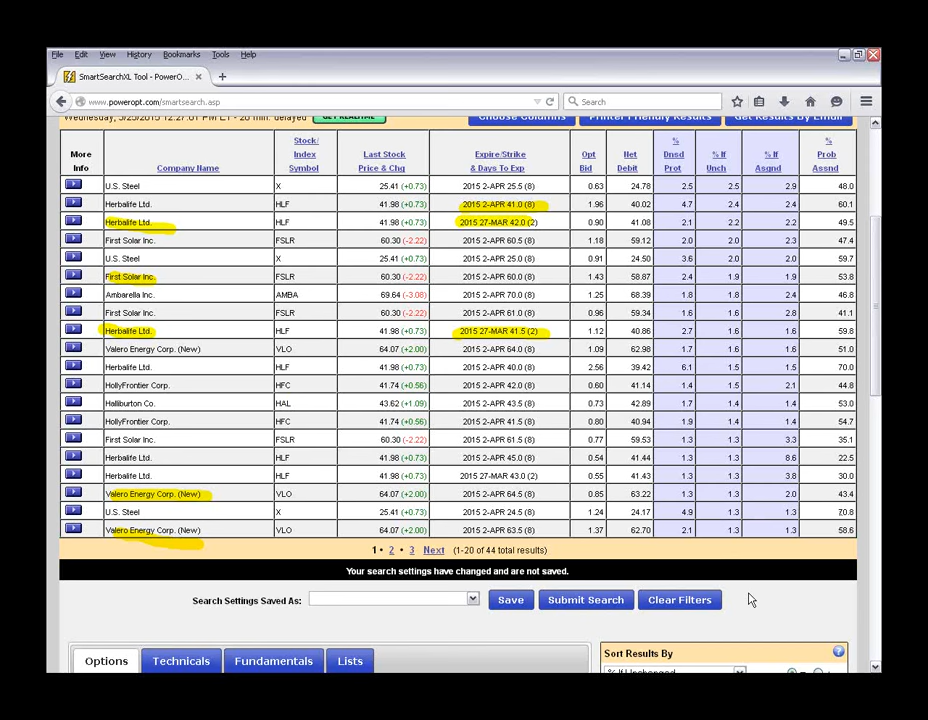 File Edit View History Bookmarks Tools Help
SmartSearchXL Tool - PowerO...
www.poweropt.com/smartsearch.asp
Search
Wednesday, 3/25/2015 12:27:01 PM ET - 20 min. delayed GET REALTIME Choose Columns Printer Friendly Results Get Results By Email
More Info Company Name Stock/ Index Symbol Last Stock Price & Chg Expire/Strike & Days To Exp Opt Bid Net Debit % Dnsd Prot % If Unch % If Asgnd % Prob Assnd
U.S. Steel X 25.41 (+0.73) 2015 2-APR 25.5 (8) 0.63 24.78 2.5 2.5 2.9 48.0
Herbalife Ltd. HLF 41.98 (+0.73) 2015 2-APR 41.0 (8) 1.96 40.02 4.7 2.4 2.4 60.1
Herbalife Ltd. HLF 41.98 (+0.73) 2015 27-MAR 42.0 (2) 0.90 41.08 2.1 2.2 2.2 49.5
First Solar Inc. FSLR 60.30 (-2.22) 2015 2-APR 60.5 (8) 1.18 59.12 2.0 2.0 2.3 47.4
U.S. Steel X 25.41 (+0.73) 2015 2-APR 25.0 (8) 0.91 24.50 3.6 2.0 2.0 59.7
First Solar Inc. FSLR 60.30 (-2.22) 2015 2-APR 60.0 (8) 1.43 58.87 2.4 1.9 1.9 53.8
Ambarella Inc. AMBA 69.64 (-3.08) 2015 2-APR 70.0 (8) 1.25 68.39 1.8 1.8 2.4 46.8
First Solar Inc. FSLR 60.30 (-2.22) 2015 2-APR 61.0 (8) 0.96 59.34 1.6 1.6 2.8 41.1
Herbalife Ltd. HLF 41.98 (+0.73) 2015 27-MAR 41.5 (2) 1.12 40.86 2.7 1.6 1.6 59.8
Valero Energy Corp. (New) VLO 64.07 (+2.00) 2015 2-APR 64.0 (8) 1.09 62.98 1.7 1.6 1.6 51.0
Herbalife Ltd. HLF 41.98 (+0.73) 2015 2-APR 40.0 (8) 2.56 39.42 6.1 1.5 1.5 70.0
HollyFrontier Corp. HFC 41.74 (+0.56) 2015 2-APR 42.0 (8) 0.60 41.14 1.4 1.5 2.1 44.8
Halliburton Co. HAL 43.62 (+1.09) 2015 2-APR 43.5 (8) 0.73 42.89 1.7 1.4 1.4 53.0
HollyFrontier Corp. HFC 41.74 (+0.56) 2015 2-APR 41.5 (8) 0.80 40.94 1.9 1.4 1.4 54.7
First Solar Inc. FSLR 60.30 (-2.22) 2015 2-APR 61.5 (8) 0.77 59.53 1.3 1.3 3.3 35.1
Herbalife Ltd. HLF 41.98 (+0.73) 2015 2-APR 45.0 (8) 0.54 41.44 1.3 1.3 8.6 22.5
Herbalife Ltd. HLF 41.98 (+0.73) 2015 27-MAR 43.0 (2) 0.55 41.43 1.3 1.3 3.8 30.0
Valero Energy Corp. (New) VLO 64.07 (+2.00) 2015 2-APR 64.5 (8) 0.85 63.22 1.3 1.3 2.0 43.4
U.S. Steel X 25.41 (+0.73) 2015 2-APR 24.5 (8) 1.24 24.17 4.9 1.3 1.3 70.8
Valero Energy Corp. (New) VLO 64.07 (+2.00) 2015 2-APR 63.5 (8) 1.37 62.70 2.1 1.3 1.3 58.6
1 • 2 • 3 Next (1-20 of 44 total results)
Your search settings have changed and are not saved.
Search Settings Saved As: Save Submit Search Clear Filters
Options Technicals Fundamentals Lists
Sort Results By
% If Unchanged